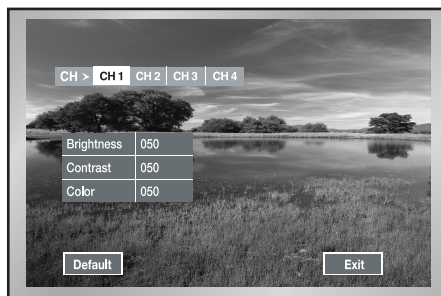 CH > CH 1 CH 2 CH 3 CH 4
Brightness 050
Contrast 050
Color 050
Default Exit